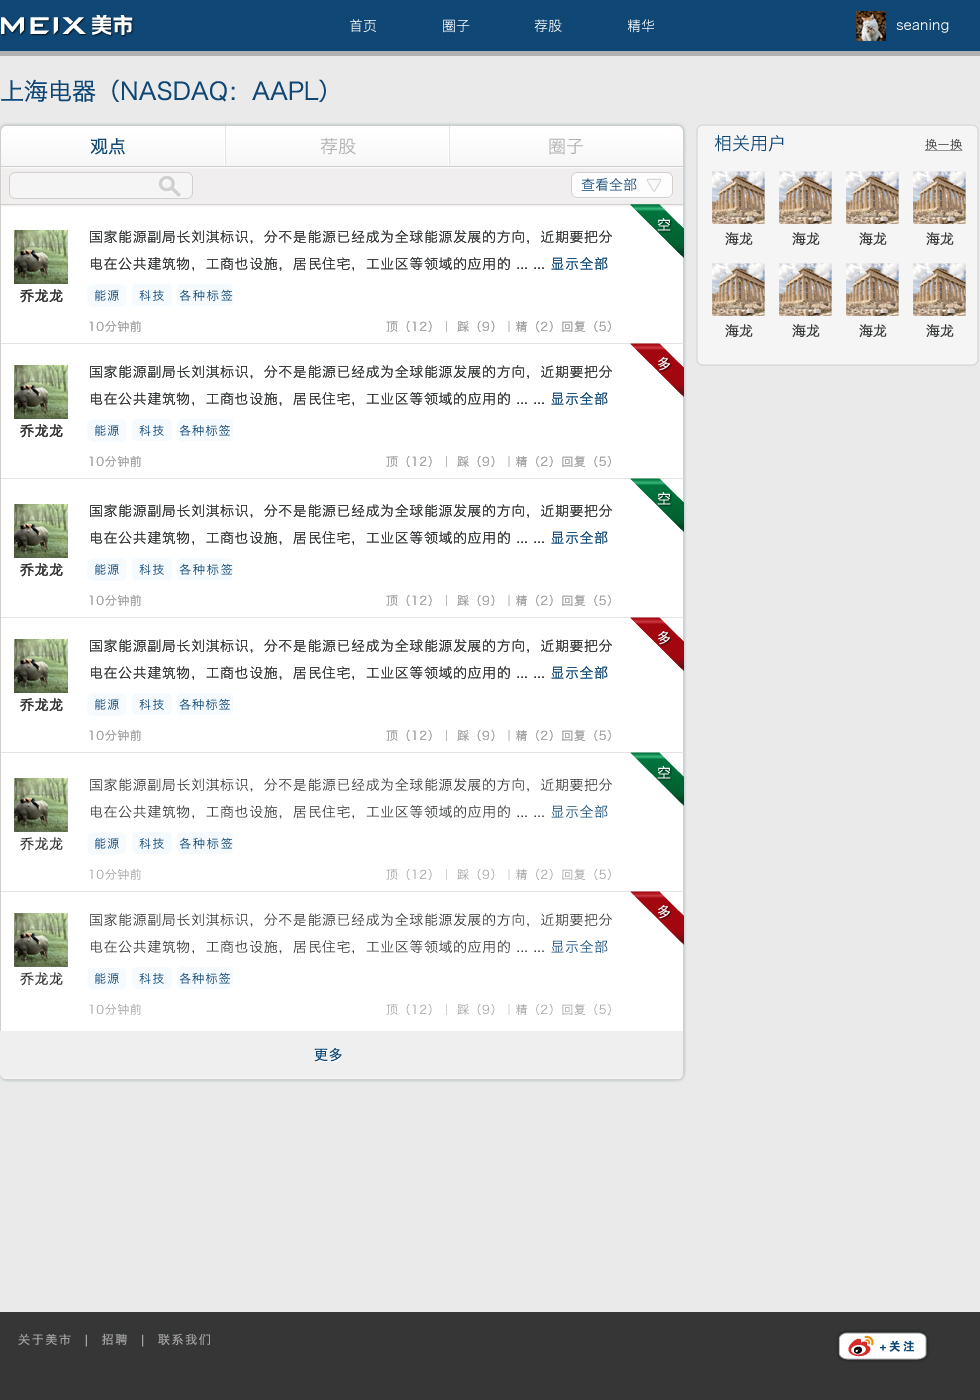 MEIX 美市
首页 圈子 荐股 精华
seaning
上海电器（NASDAQ：AAPL）
观点 荐股 圈子
查看全部
空
国家能源副局长刘淇标识，分不是能源已经成为全球能源发展的方向，近期要把分
电在公共建筑物，工商也设施，居民住宅，工业区等领域的应用的 ... ... 显示全部
乔龙龙
能源 科技 各种标签
10分钟前 顶（12）｜ 踩（9）｜精（2）回复（5）
多
国家能源副局长刘淇标识，分不是能源已经成为全球能源发展的方向，近期要把分
电在公共建筑物，工商也设施，居民住宅，工业区等领域的应用的 ... ... 显示全部
乔龙龙
能源 科技 各种标签
10分钟前 顶（12）｜ 踩（9）｜精（2）回复（5）
空
国家能源副局长刘淇标识，分不是能源已经成为全球能源发展的方向，近期要把分
电在公共建筑物，工商也设施，居民住宅，工业区等领域的应用的 ... ... 显示全部
乔龙龙
能源 科技 各种标签
10分钟前 顶（12）｜ 踩（9）｜精（2）回复（5）
多
国家能源副局长刘淇标识，分不是能源已经成为全球能源发展的方向，近期要把分
电在公共建筑物，工商也设施，居民住宅，工业区等领域的应用的 ... ... 显示全部
乔龙龙
能源 科技 各种标签
10分钟前 顶（12）｜ 踩（9）｜精（2）回复（5）
空
国家能源副局长刘淇标识，分不是能源已经成为全球能源发展的方向，近期要把分
电在公共建筑物，工商也设施，居民住宅，工业区等领域的应用的 ... ... 显示全部
乔龙龙
能源 科技 各种标签
10分钟前 顶（12）｜ 踩（9）｜精（2）回复（5）
多
国家能源副局长刘淇标识，分不是能源已经成为全球能源发展的方向，近期要把分
电在公共建筑物，工商也设施，居民住宅，工业区等领域的应用的 ... ... 显示全部
乔龙龙
能源 科技 各种标签
10分钟前 顶（12）｜ 踩（9）｜精（2）回复（5）
更多
相关用户 换一换
海龙 海龙 海龙 海龙
海龙 海龙 海龙 海龙
关于美市 | 招聘 | 联系我们
+关注